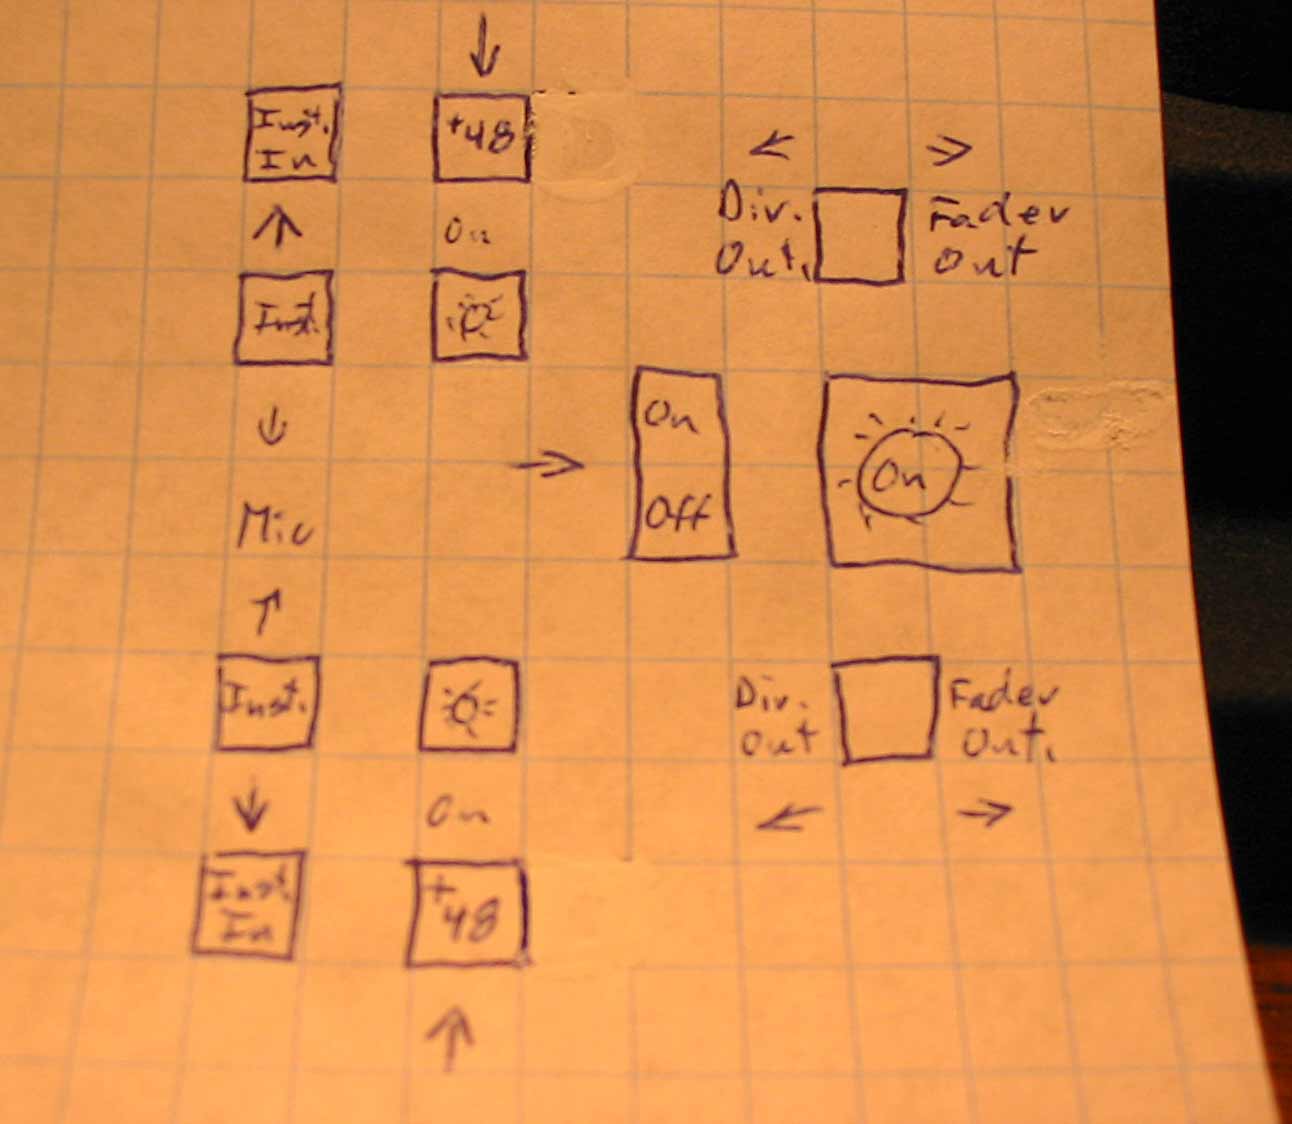 Inst.
In
+48
On
Div.
Out.
Fader
Out
Inst.
On
Off
On
Mic
Inst.
Div.
Out
Fader
Out.
On
Inst.
In
+48